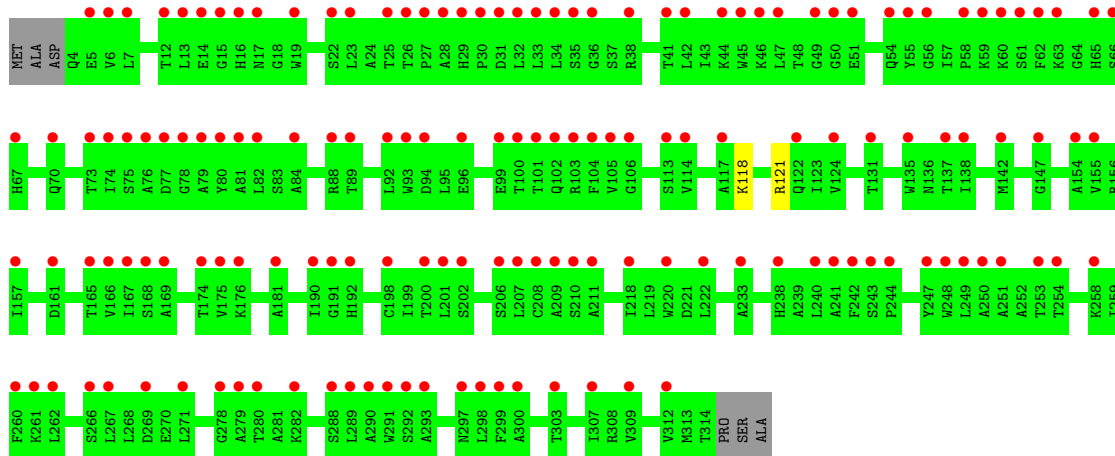 MET ALA ASP Q4 E5 V6 L7 T12 L13 E14 G15 H16 N17 G18 W19 S22 L23 A24 T25 T26 P27 A28 H29 P30 D31 L32 L33 L34 S35 G36 S37 R38 T41 L42 I43 K44 W45 K46 L47 T48 G49 G50 E51 Q54 Y55 G56 I57 P58 K59 K60 S61 F62 K63 G64 H65 S66
H67 Q70 T73 I74 S75 A76 D77 G78 A79 Y80 A81 L82 S83 A84 R88 T89 L92 W93 D94 L95 E96 E99 T100 T101 Q102 R103 F104 V105 G106 S113 V114 A117 K118 R121 Q122 I123 V124 T131 W135 N136 T137 I138 M142 G147 A154 V155 R156
I157 D161 T165 V166 I167 S168 A169 T174 V175 K176 A181 I190 G191 H192 C198 I199 T200 L201 S202 S206 L207 C208 A209 S210 A211 I218 L219 W220 D221 L222 A233 H238 A239 L240 A241 F242 S243 P244 Y247 W248 L249 A250 A251 A252 T253 T254 K258 I259
F260 K261 L262 S266 L267 L268 D269 E270 L271 G278 A279 T280 A281 K282 S288 L289 A290 W291 S292 A293 N297 L298 F299 A300 T303 I307 R308 V309 V312 M313 T314 PRO SER ALA